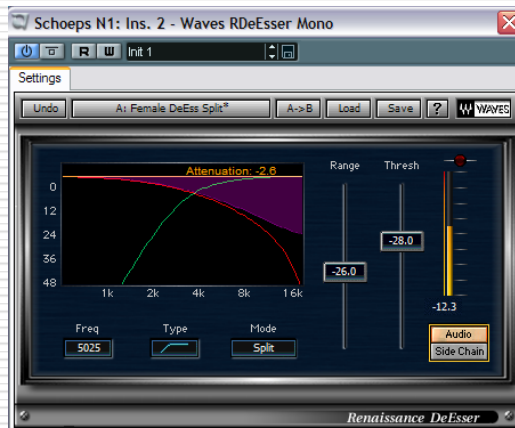 Schoeps N1: Ins. 2 - Waves RDeEsser Mono
R W Init 1
Settings
Undo A: Female DeEss Split* A->B Load Save ? WAVES
Attenuation: -2.6
Range Thresh
0
12
24
36
48
1k 2k 4k 8k 16k
-28.0
-26.0
-12.3
Freq Type Mode
5025 Split
Audio
Side Chain
Renaissance DeEsser